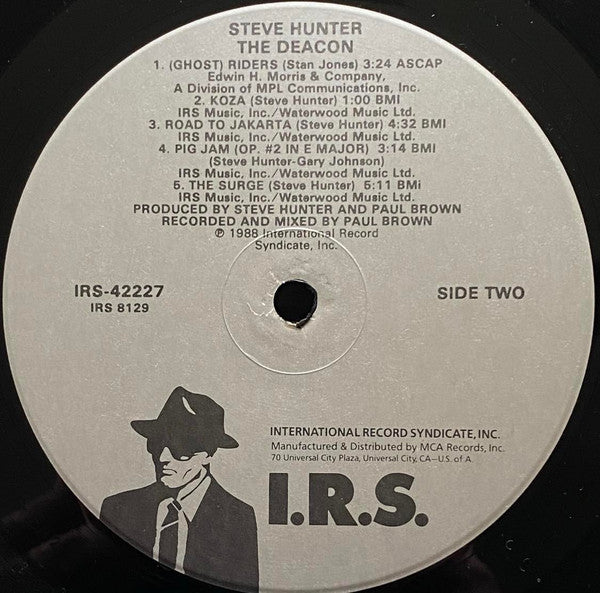 STEVE HUNTER
THE DEACON
1. (GHOST) RIDERS (Stan Jones) 3:24 ASCAP
Edwin H. Morris & Company,
A Division of MPL Communications, Inc.
2. KOZA (Steve Hunter) 1:00 BMI
IRS Music, Inc./Waterwood Music Ltd.
3. ROAD TO JAKARTA (Steve Hunter) 4:32 BMI
IRS Music, Inc./Waterwood Music Ltd.
4. PIG JAM (OP. #2 IN E MAJOR) 3:14 BMI
(Steve Hunter-Gary Johnson)
IRS Music, Inc./Waterwood Music Ltd.
5. THE SURGE (Steve Hunter) 5:11 BMi
IRS Music, Inc./Waterwood Music Ltd.
PRODUCED BY STEVE HUNTER AND PAUL BROWN
RECORDED AND MIXED BY PAUL BROWN
℗ 1988 International Record
Syndicate, Inc.
IRS-42227
IRS 8129
SIDE TWO
INTERNATIONAL RECORD SYNDICATE, INC.
Manufactured & Distributed by MCA Records, Inc.
70 Universal City Plaza, Universal City, CA–U.S. of A.
I.R.S.